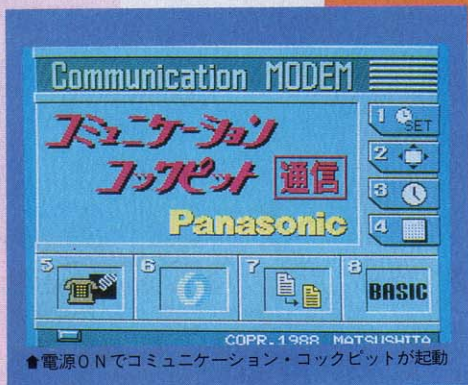 Communication MODEM
コミュニケーション
コックピット 通信
Panasonic
1 SET
2
3
4
5
6
7
8 BASIC
COPR.1988 MATSUSHITA
⬆電源ONでコミュニケーション・コックピットが起動